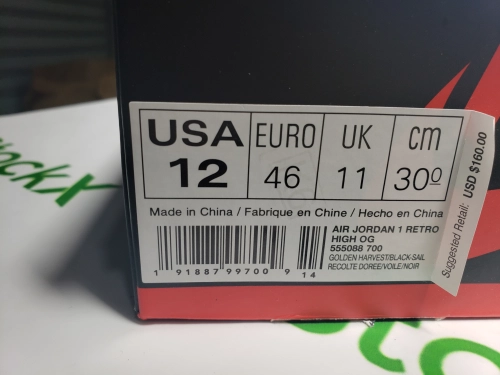 USA EURO UK cm
12 46 11 30º
Made in China / Fabrique en Chine / Hecho en China
AIR JORDAN 1 RETRO
HIGH OG
555088 700
GOLDEN HARVEST/BLACK-SAIL
RECOLTE DOREE/VOILE/NOIR
1 91887 99700 9 14
Suggested Retail: USD $160.00
stockX